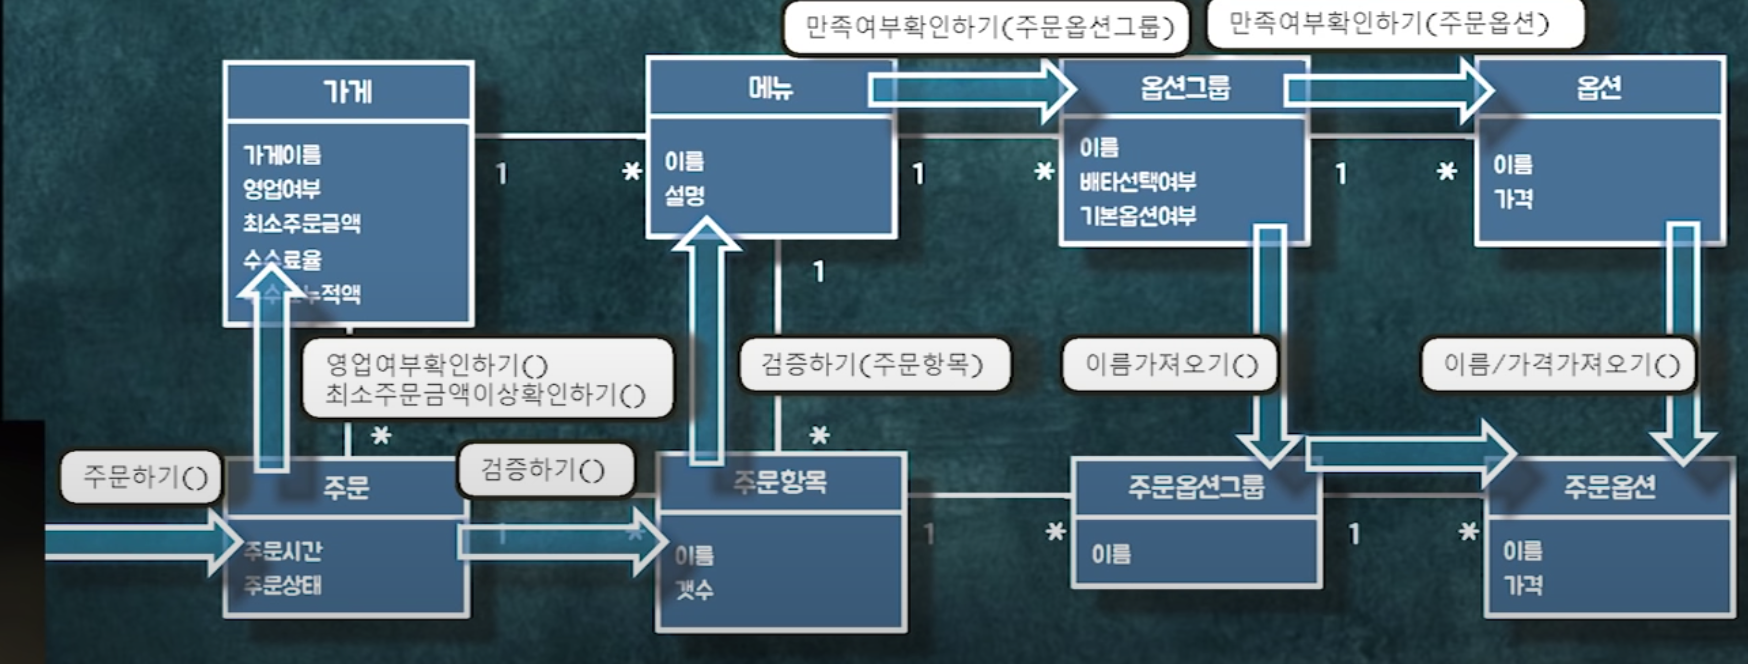 만족여부확인하기(주문옵션그룹)
만족여부확인하기(주문옵션)
가게
가게이름
영업여부
최소주문금액
수수료율
누적액
1
*
메뉴
이름
설명
1
*
옵션그룹
이름
배타선택여부
기본옵션여부
1
*
옵션
이름
가격
영업여부확인하기()
최소주문금액이상확인하기()
*
1
검증하기(주문항목)
*
이름가져오기()
이름/가격가져오기()
주문하기()
주문
주문시간
주문상태
검증하기()
1
*
주문항목
이름
갯수
1
*
주문옵션그룹
이름
1
*
주문옵션
이름
가격